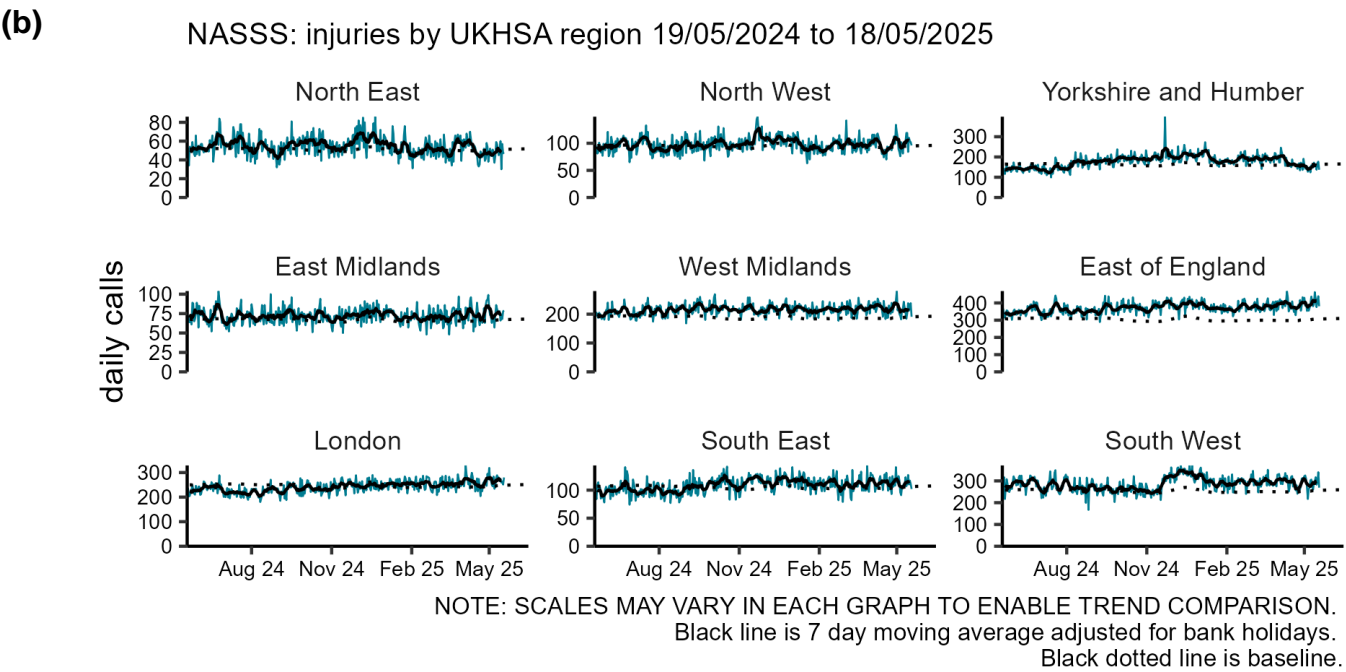 (b)
NASSS: injuries by UKHSA region 19/05/2024 to 18/05/2025
North East
North West
Yorkshire and Humber
80
60
40
20
0
100
50
0
300
200
100
0
daily calls
East Midlands
West Midlands
East of England
100
75
50
25
0
200
100
0
400
300
200
100
0
London
South East
South West
300
200
100
0
100
50
0
300
200
100
0
Aug 24 Nov 24 Feb 25 May 25
Aug 24 Nov 24 Feb 25 May 25
Aug 24 Nov 24 Feb 25 May 25
NOTE: SCALES MAY VARY IN EACH GRAPH TO ENABLE TREND COMPARISON.
Black line is 7 day moving average adjusted for bank holidays.
Black dotted line is baseline.